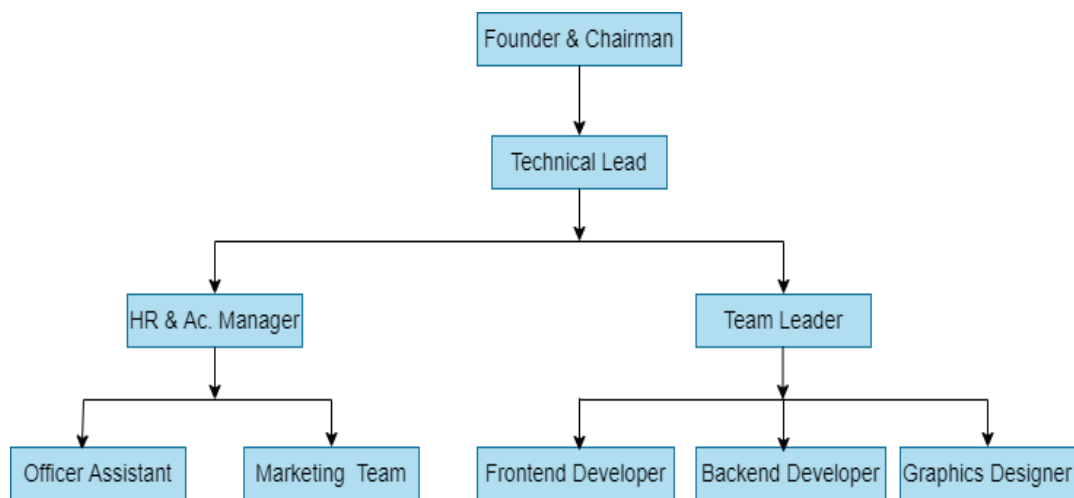 Founder & Chairman
Technical Lead
HR & Ac. Manager
Team Leader
Officer Assistant
Marketing Team
Frontend Developer
Backend Developer
Graphics Designer